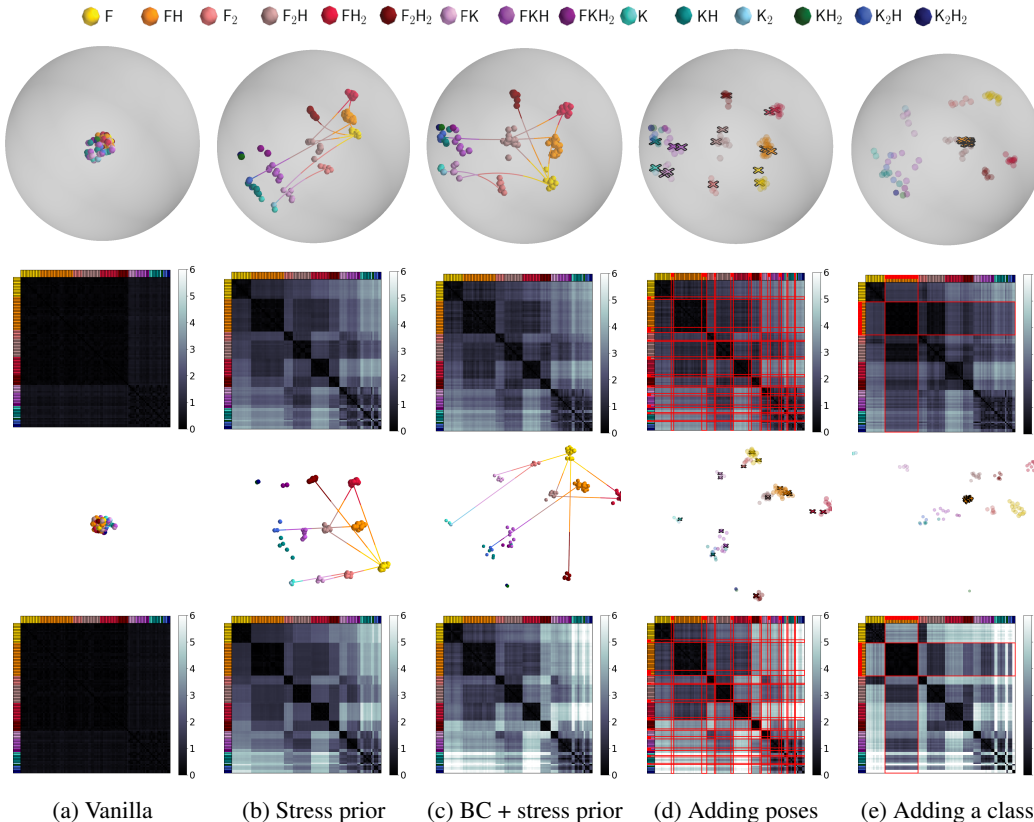 F FH F₂ F₂H FH₂ F₂H₂ FK FKH FKH₂ K KH K₂ KH₂ K₂H K₂H₂
6 6 6 6
5 5 5 5
4 4 4 4
3 3 3 3
2 2 2 2
1 1 1 1
0 0 0 0
6 6 6 6
5 5 5 5
4 4 4 4
3 3 3 3
2 2 2 2
1 1 1 1
0 0 0 0
(a) Vanilla (b) Stress prior (c) BC + stress prior (d) Adding poses (e) Adding a class